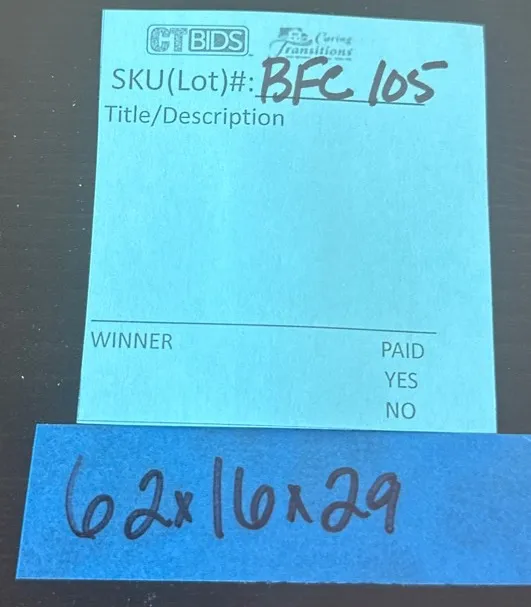 CTBIDS Caring
Transitions
SKU(Lot)#: BFC 105
Title/Description
WINNER PAID
YES
NO
62x16x29